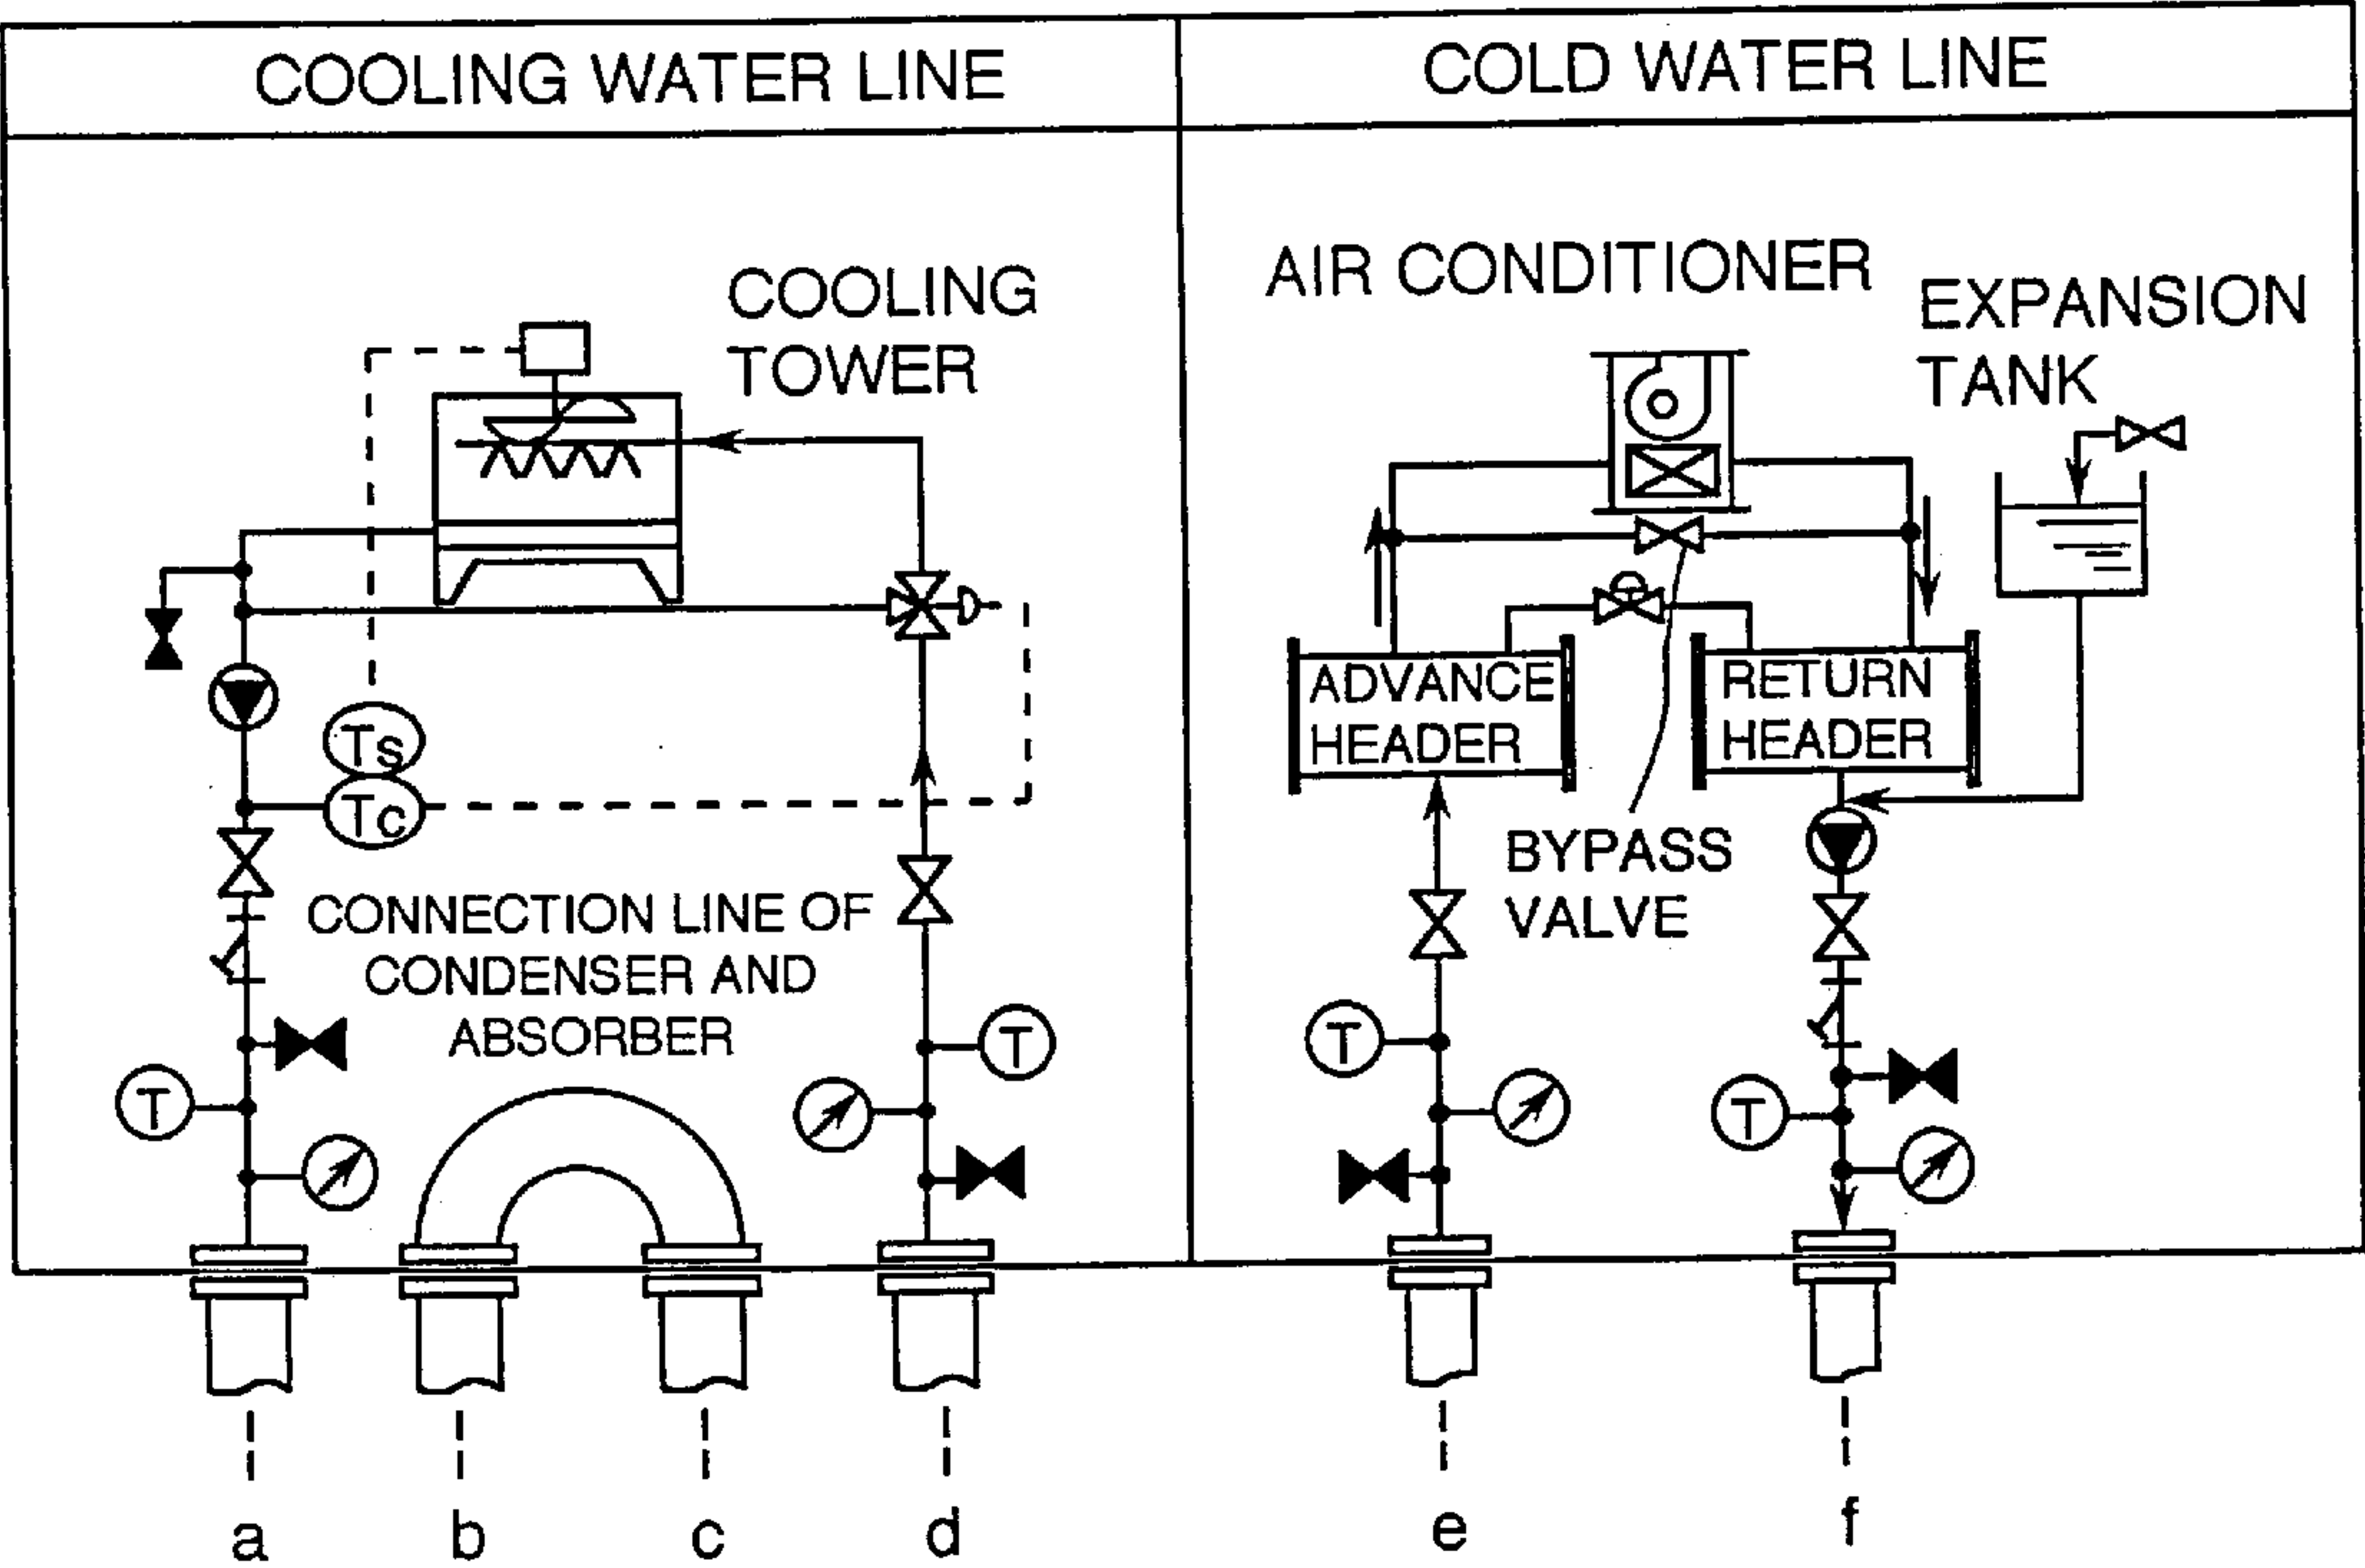 COOLING WATER LINE
COLD WATER LINE
COOLING
TOWER
AIR CONDITIONER
EXPANSION
TANK
ADVANCE
HEADER
RETURN
HEADER
Ts
Tc
BYPASS
VALVE
CONNECTION LINE OF
CONDENSER AND
ABSORBER
T
T
T
T
a
b
c
d
e
f